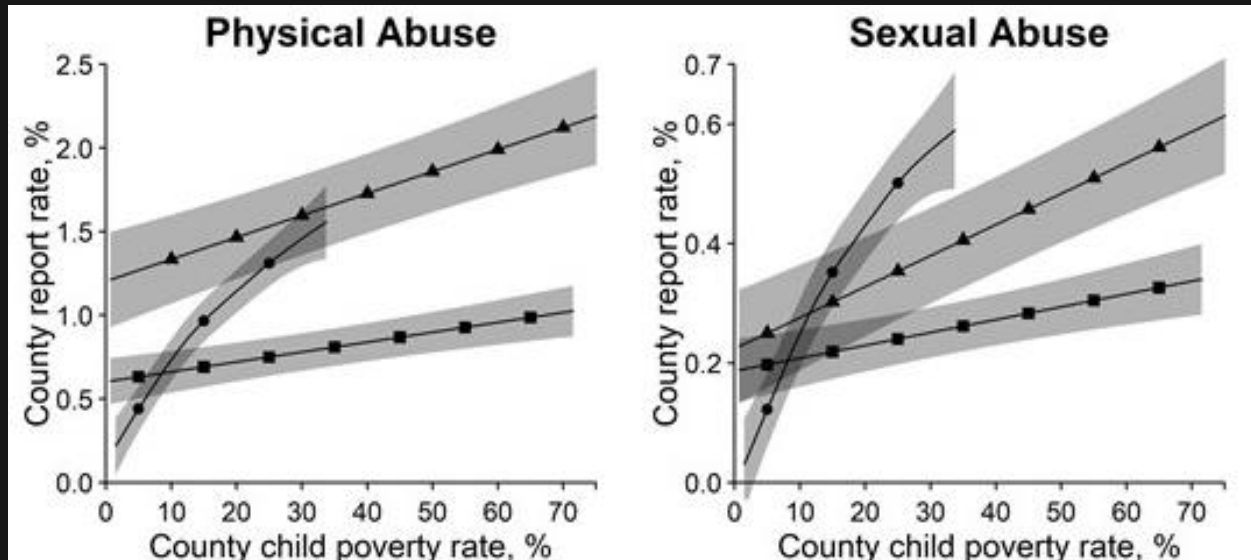 Physical Abuse
County report rate, %
2.5
2.0
1.5
1.0
0.5
0.0
0 10 20 30 40 50 60 70
County child poverty rate, %
Sexual Abuse
County report rate, %
0.7
0.6
0.4
0.2
0.0
0 10 20 30 40 50 60 70
County child poverty rate, %